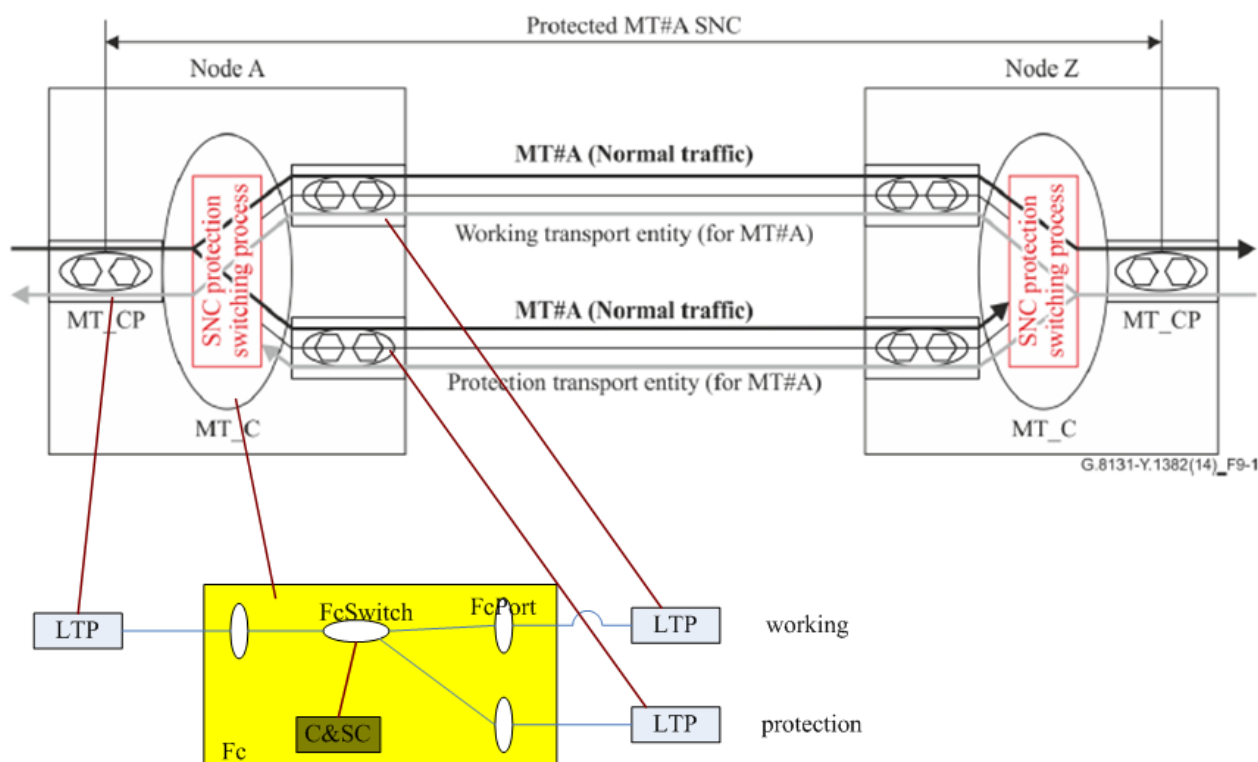 Protected MT#A SNC
Node A
Node Z
MT#A (Normal traffic)
SNC protection
switching process
SNC protection
switching process
Working transport entity (for MT#A)
MT#A (Normal traffic)
MT_CP
MT_CP
Protection transport entity (for MT#A)
MT_C
MT_C
G.8131-Y.1382(14)_F9-1
FcSwitch
FcPort
LTP
LTP
working
C&SC
LTP
protection
Fc